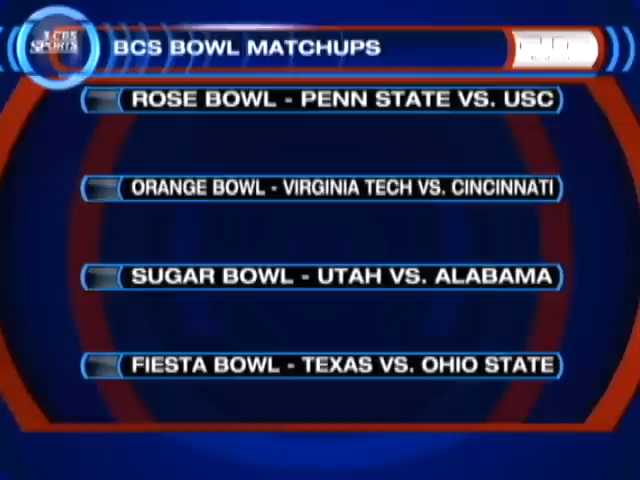 CBS
SPORTS
BCS BOWL MATCHUPS
ROSE BOWL - PENN STATE VS. USC
ORANGE BOWL - VIRGINIA TECH VS. CINCINNATI
SUGAR BOWL - UTAH VS. ALABAMA
FIESTA BOWL - TEXAS VS. OHIO STATE